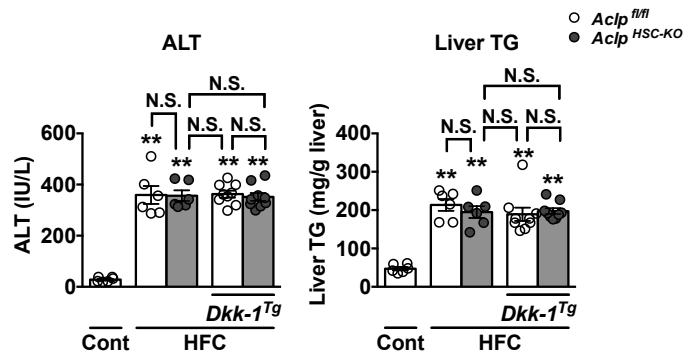 Aclp fl/fl
Aclp HSC-KO
ALT
N.S.
N.S.
N.S.
N.S.
**
**
**
**
ALT (IU/L)
600
400
200
0
Dkk-1Tg
Cont
HFC
Liver TG
N.S.
N.S.
N.S.
N.S.
**
**
**
**
Liver TG (mg/g liver)
400
300
200
100
0
Dkk-1Tg
Cont
HFC